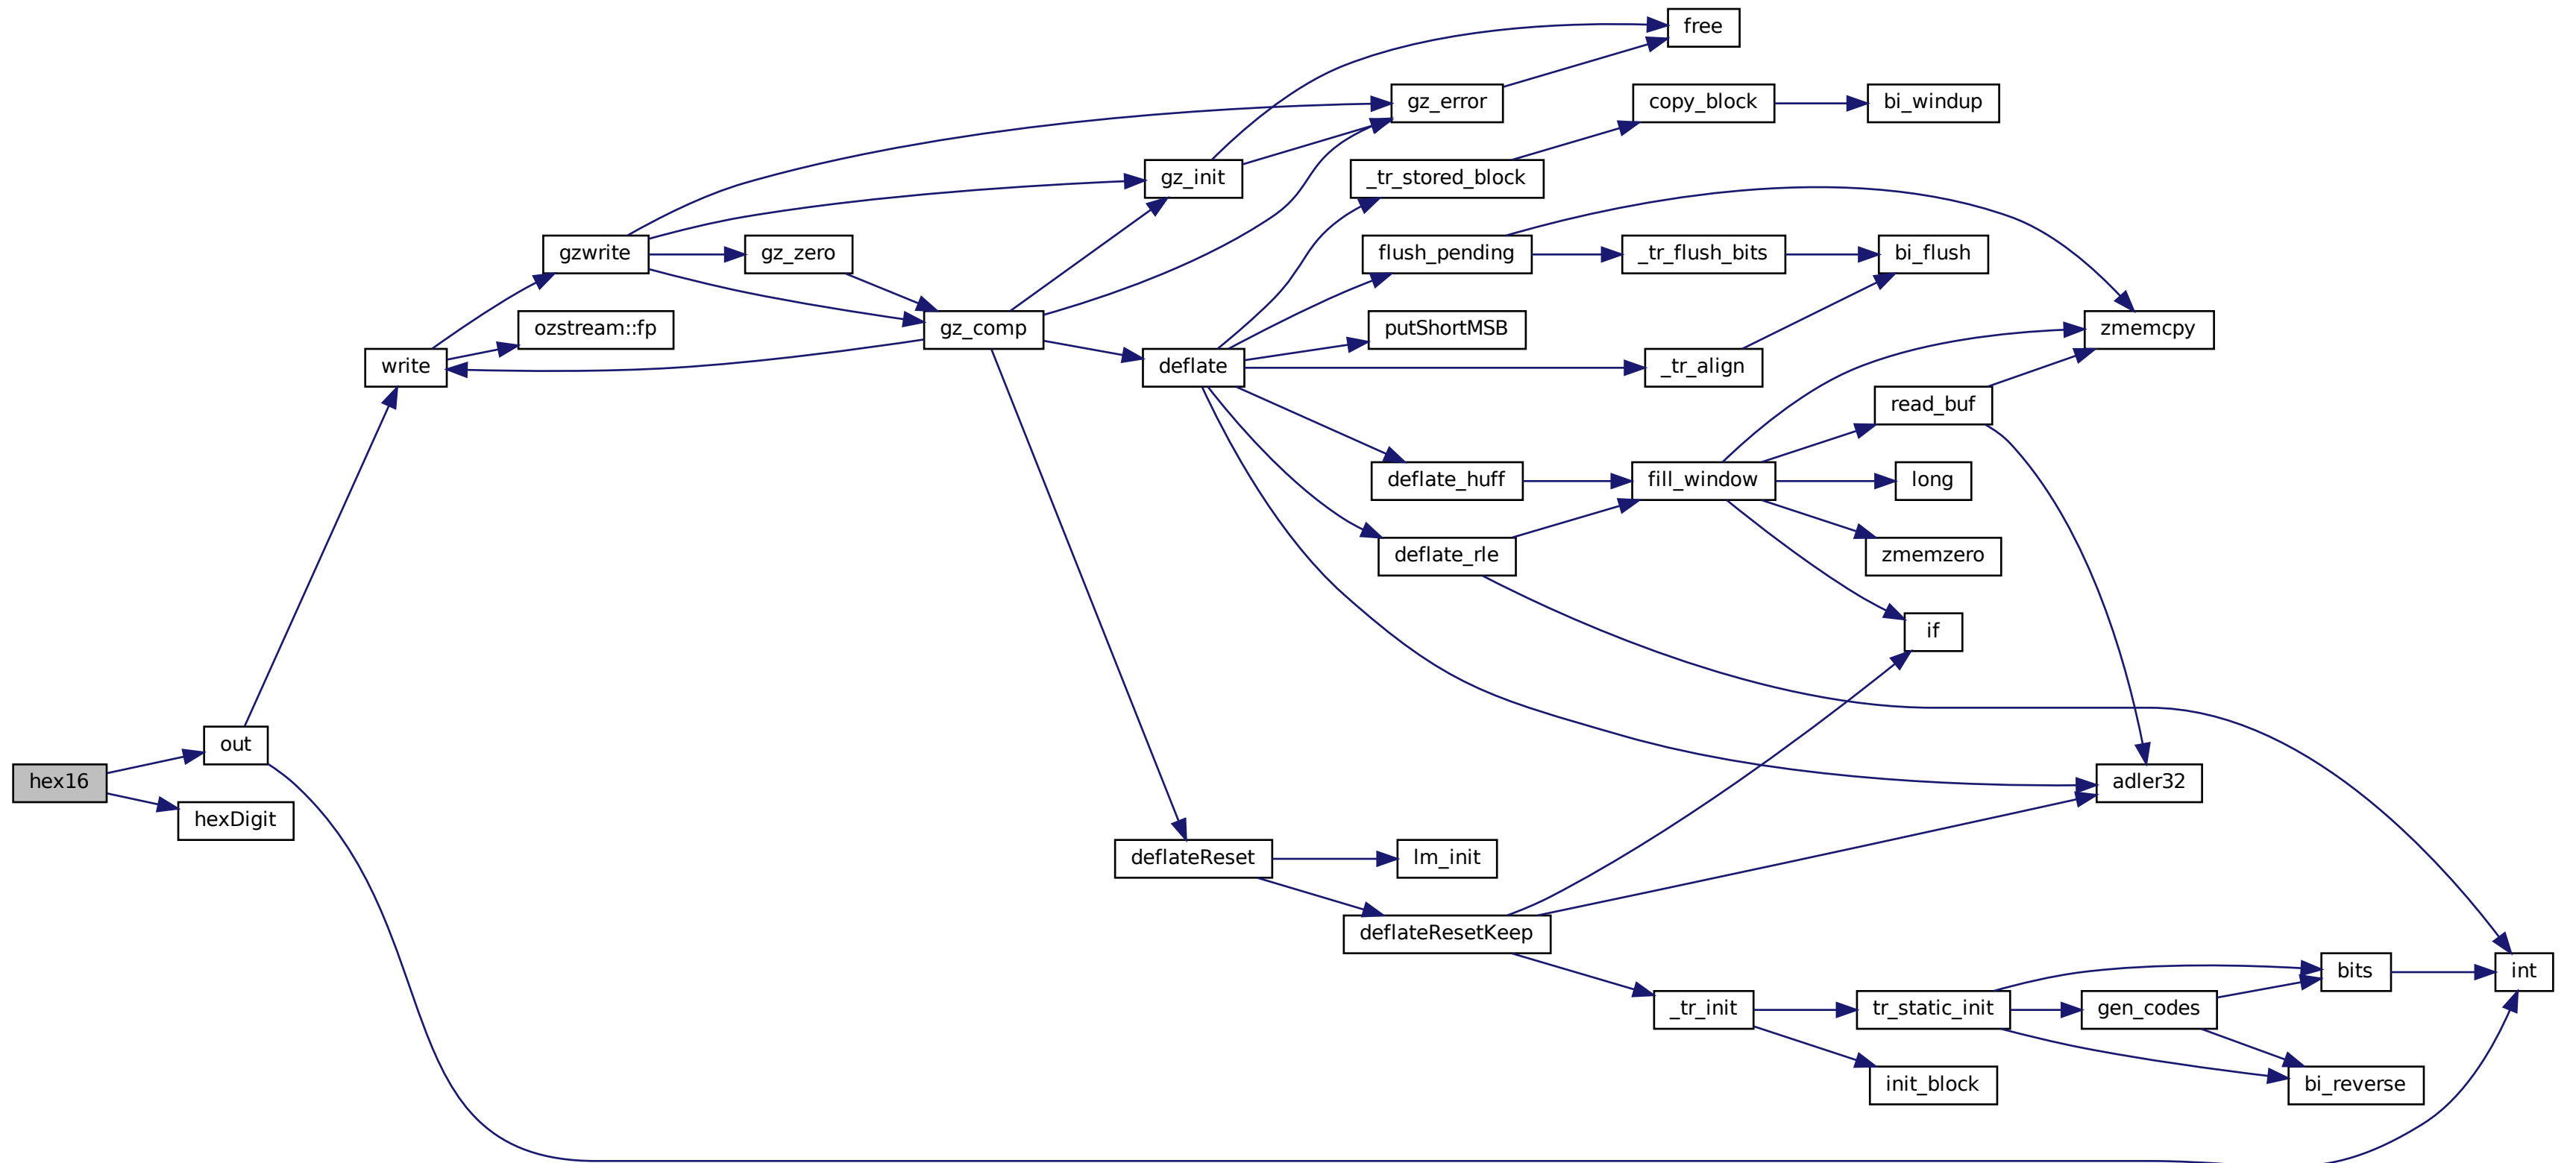 free
gz_error
copy_block
bi_windup
gz_init
_tr_stored_block
gzwrite
gz_zero
flush_pending
_tr_flush_bits
bi_flush
ozstream::fp
gz_comp
putShortMSB
zmemcpy
write
deflate
_tr_align
read_buf
deflate_huff
fill_window
long
deflate_rle
zmemzero
if
out
hex16
adler32
hexDigit
deflateReset
lm_init
deflateResetKeep
bits
int
_tr_init
tr_static_init
gen_codes
init_block
bi_reverse